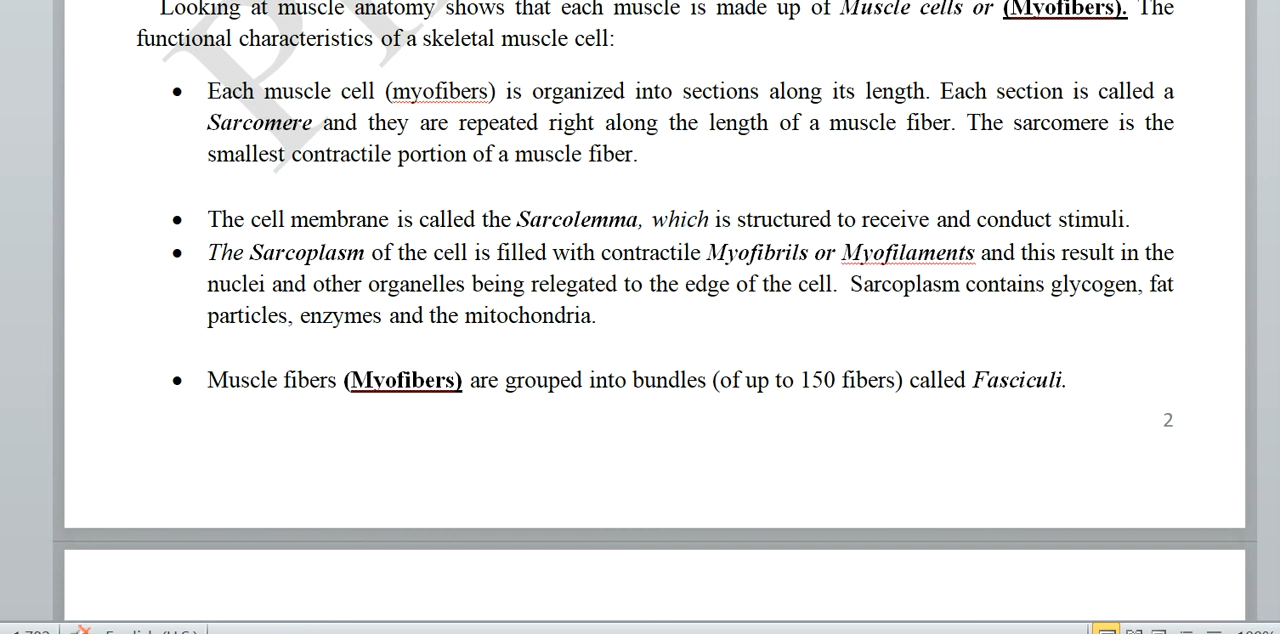 Looking at muscle anatomy shows that each muscle is made up of Muscle cells or (Myofibers). The
functional characteristics of a skeletal muscle cell:
• Each muscle cell (myofibers) is organized into sections along its length. Each section is called a
Sarcomere and they are repeated right along the length of a muscle fiber. The sarcomere is the
smallest contractile portion of a muscle fiber.
• The cell membrane is called the Sarcolemma, which is structured to receive and conduct stimuli.
• The Sarcoplasm of the cell is filled with contractile Myofibrils or Myofilaments and this result in the
nuclei and other organelles being relegated to the edge of the cell. Sarcoplasm contains glycogen, fat
particles, enzymes and the mitochondria.
• Muscle fibers (Myofibers) are grouped into bundles (of up to 150 fibers) called Fasciculi.
2